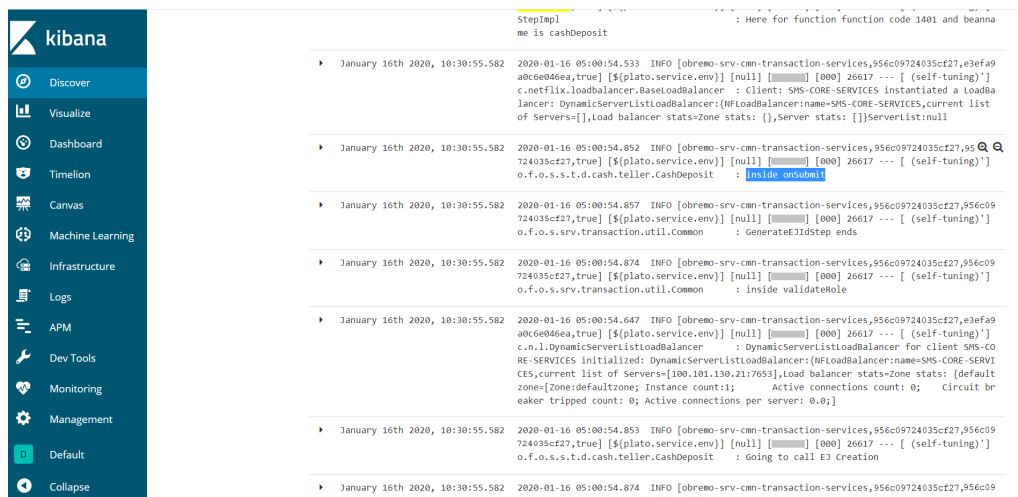 kibana
Discover
Visualize
Dashboard
Timelion
Canvas
Machine Learning
Infrastructure
Logs
APM
Dev Tools
Monitoring
Management
D Default
Collapse
StepImpl : Here for function function code 1401 and beanna
me is cashDeposit
January 16th 2020, 10:30:55.582 2020-01-16 05:00:54.533 INFO [obremo-srv-cmn-transaction-services,956c09724035cf27,e3efa9
a0c6e046ea,true] [${plato.service.env}] [null] [ ] [000] 26617 --- [ (self-tuning)']
c.netflix.loadbalancer.BaseLoadBalancer : Client: SMS-CORE-SERVICES instantiated a LoadBa
lancer: DynamicServerListLoadBalancer:{NFLoadBalancer:name=SMS-CORE-SERVICES,current list
of Servers=[],Load balancer stats=Zone stats: {},Server stats: []}ServerList:null
January 16th 2020, 10:30:55.582 2020-01-16 05:00:54.852 INFO [obremo-srv-cmn-transaction-services,956c09724035cf27,95
724035cf27,true] [${plato.service.env}] [null] [ ] [000] 26617 --- [ (self-tuning)']
o.f.o.s.s.t.d.cash.teller.CashDeposit : inside onSubmit
January 16th 2020, 10:30:55.582 2020-01-16 05:00:54.857 INFO [obremo-srv-cmn-transaction-services,956c09724035cf27,956c09
724035cf27,true] [${plato.service.env}] [null] [ ] [000] 26617 --- [ (self-tuning)']
o.f.o.s.srv.transaction.util.Common : GenerateEJIdStep ends
January 16th 2020, 10:30:55.582 2020-01-16 05:00:54.874 INFO [obremo-srv-cmn-transaction-services,956c09724035cf27,956c09
724035cf27,true] [${plato.service.env}] [null] [ ] [000] 26617 --- [ (self-tuning)']
o.f.o.s.srv.transaction.util.Common : inside validateRole
January 16th 2020, 10:30:55.582 2020-01-16 05:00:54.647 INFO [obremo-srv-cmn-transaction-services,956c09724035cf27,e3efa9
a0c6e046ea,true] [${plato.service.env}] [null] [ ] [000] 26617 --- [ (self-tuning)']
c.n.l.DynamicServerListLoadBalancer : DynamicServerListLoadBalancer for client SMS-CO
RE-SERVICES initialized: DynamicServerListLoadBalancer:{NFLoadBalancer:name=SMS-CORE-SERVI
CES,current list of Servers=[100.101.130.21:7653],Load balancer stats=Zone stats: {default
zone=[Zone:defaultzone; Instance count:1; Active connections count: 0; Circuit br
eaker tripped count: 0; Active connections per server: 0.0;]
January 16th 2020, 10:30:55.582 2020-01-16 05:00:54.853 INFO [obremo-srv-cmn-transaction-services,956c09724035cf27,956c09
724035cf27,true] [${plato.service.env}] [null] [ ] [000] 26617 --- [ (self-tuning)']
o.f.o.s.s.t.d.cash.teller.CashDeposit : Going to call EJ Creation
January 16th 2020, 10:30:55.582 2020-01-16 05:00:54.874 INFO [obremo-srv-cmn-transaction-services,956c09724035cf27,956c09